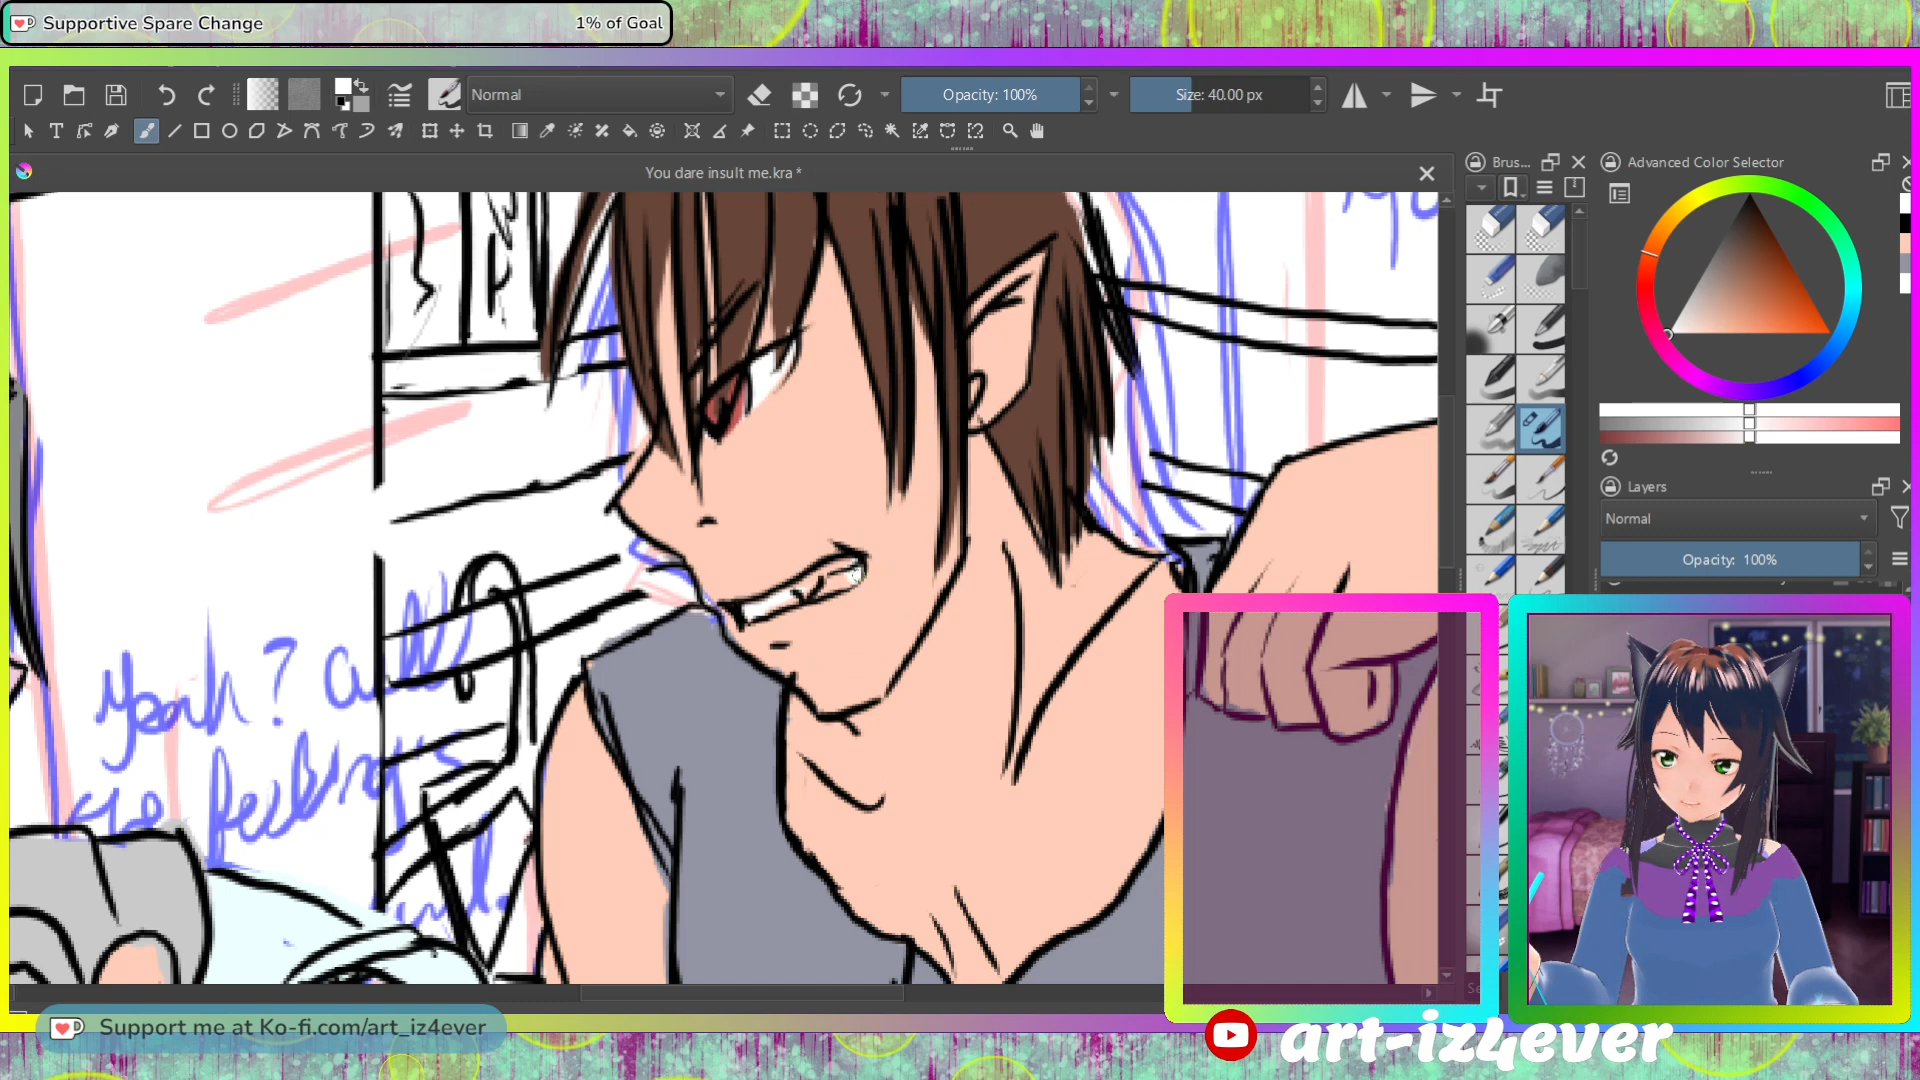 Supportive Spare Change
1% of Goal
Normal
Opacity: 100%
Size: 40.00 px
You dare insult me.kra *
Brus...
Advanced Color Selector
Layers
Normal
Opacity: 100%
Yeah?
Support me at Ko-fi.com/art_iz4ever
art-iz4ever